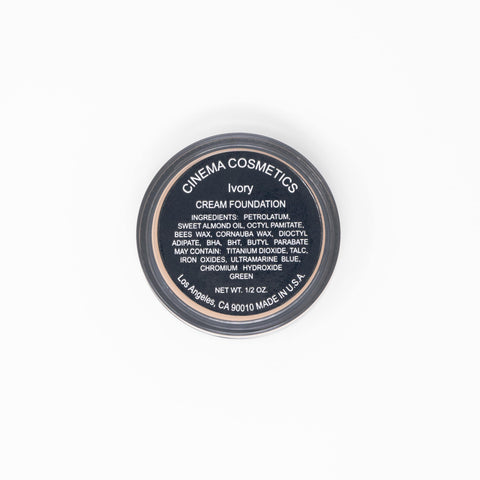 CINEMA COSMETICS
Ivory
CREAM FOUNDATION
INGREDIENTS: PETROLATUM,
SWEET ALMOND OIL, OCTYL PAMITATE,
BEES WAX, CORNAUBA WAX, DIOCTYL
ADIPATE, BHA, BHT, BUTYL PARABATE
MAY CONTAIN: TITANIUM DIOXIDE, TALC,
IRON OXIDES, ULTRAMARINE BLUE,
CHROMIUM HYDROXIDE
GREEN
NET WT. 1/2 OZ.
Los Angeles, CA 90010 MADE IN U.S.A.